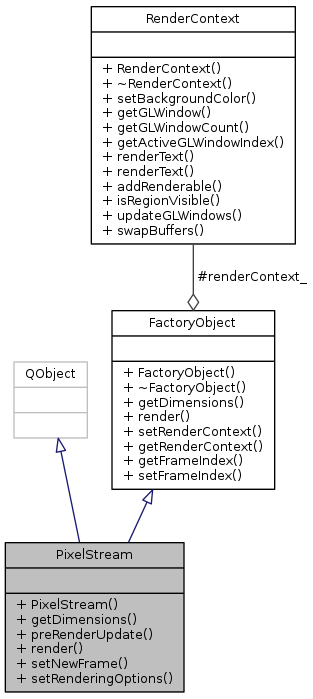 RenderContext
+ RenderContext()
+ ~RenderContext()
+ setBackgroundColor()
+ getGLWindow()
+ getGLWindowCount()
+ getActiveGLWindowIndex()
+ renderText()
+ renderText()
+ addRenderable()
+ isRegionVisible()
+ updateGLWindows()
+ swapBuffers()
#renderContext_
FactoryObject
+ FactoryObject()
+ ~FactoryObject()
+ getDimensions()
+ render()
+ setRenderContext()
+ getRenderContext()
+ getFrameIndex()
+ setFrameIndex()
QObject
PixelStream
+ PixelStream()
+ getDimensions()
+ preRenderUpdate()
+ render()
+ setNewFrame()
+ setRenderingOptions()